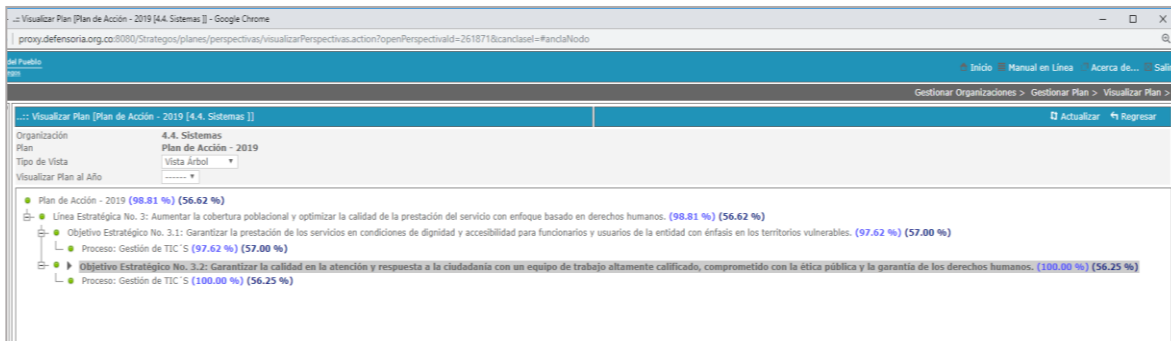 ..: Visualizar Plan [Plan de Acción - 2019 [4.4. Sistemas ]] - Google Chrome
proxy.defensoria.org.co:8080/Strategos/planes/perspectivas/visualizarPerspectivas.action?openPerspectivaId=261871&canclasel=#anclaNodo
del Pueblo
Inicio Manual en Línea Acerca de... Salir
Gestionar Organizaciones > Gestionar Plan > Visualizar Plan >
..:: Visualizar Plan [Plan de Acción - 2019 [4.4. Sistemas ]] Actualizar Regresar
Organización 4.4. Sistemas
Plan Plan de Acción - 2019
Tipo de Vista Vista Árbol
Visualizar Plan al Año ------
Plan de Acción - 2019 (98.81 %) (56.62 %)
Línea Estratégica No. 3: Aumentar la cobertura poblacional y optimizar la calidad de la prestación del servicio con enfoque basado en derechos humanos. (98.81 %) (56.62 %)
Objetivo Estratégico No. 3.1: Garantizar la prestación de los servicios en condiciones de dignidad y accesibilidad para funcionarios y usuarios de la entidad con énfasis en los territorios vulnerables. (97.62 %) (57.00 %)
Proceso: Gestión de TIC`S (97.62 %) (57.00 %)
Objetivo Estratégico No. 3.2: Garantizar la calidad en la atención y respuesta a la ciudadanía con un equipo de trabajo altamente calificado, comprometido con la ética pública y la garantía de los derechos humanos. (100.00 %) (56.25 %)
Proceso: Gestión de TIC`S (100.00 %) (56.25 %)